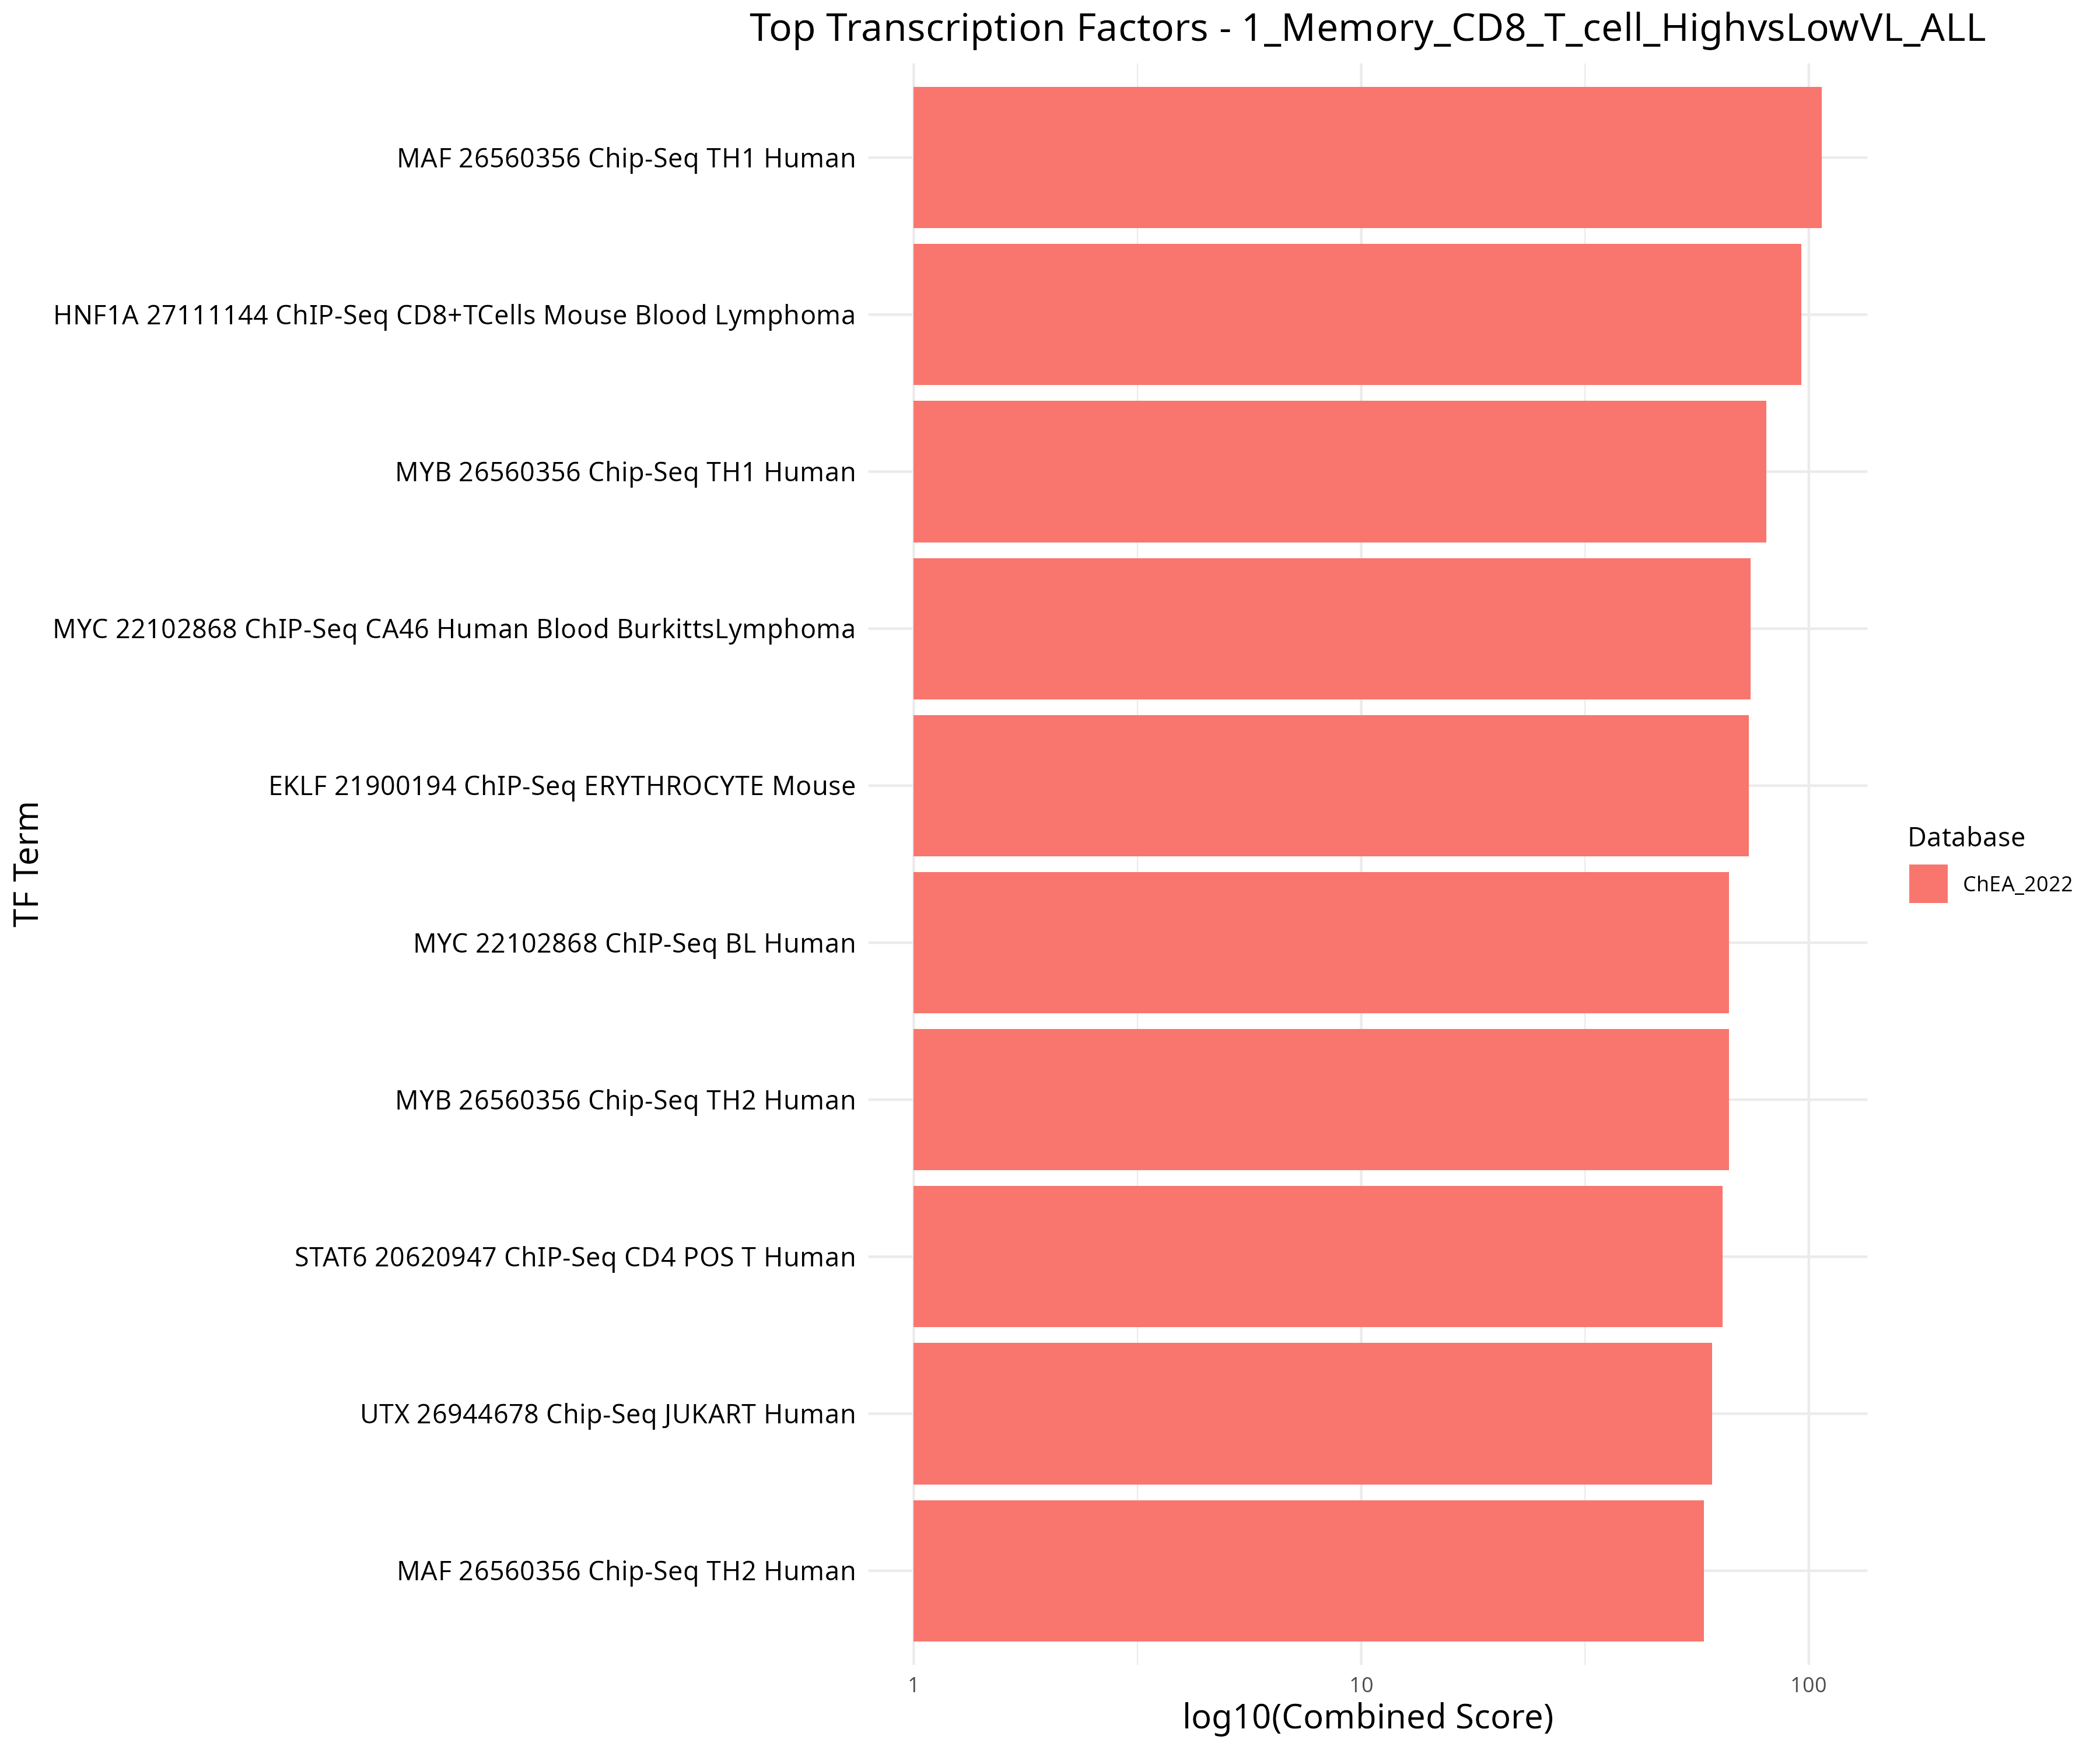 Top Transcription Factors - 1_Memory_CD8_T_cell_HighvsLowVL_ALL
TF Term
MAF 26560356 Chip-Seq TH1 Human
HNF1A 27111144 ChIP-Seq CD8+TCells Mouse Blood Lymphoma
MYB 26560356 Chip-Seq TH1 Human
MYC 22102868 ChIP-Seq CA46 Human Blood BurkittsLymphoma
EKLF 21900194 ChIP-Seq ERYTHROCYTE Mouse
MYC 22102868 ChIP-Seq BL Human
MYB 26560356 Chip-Seq TH2 Human
STAT6 20620947 ChIP-Seq CD4 POS T Human
UTX 26944678 Chip-Seq JUKART Human
MAF 26560356 Chip-Seq TH2 Human
1 10 100
log10(Combined Score)
Database
ChEA_2022